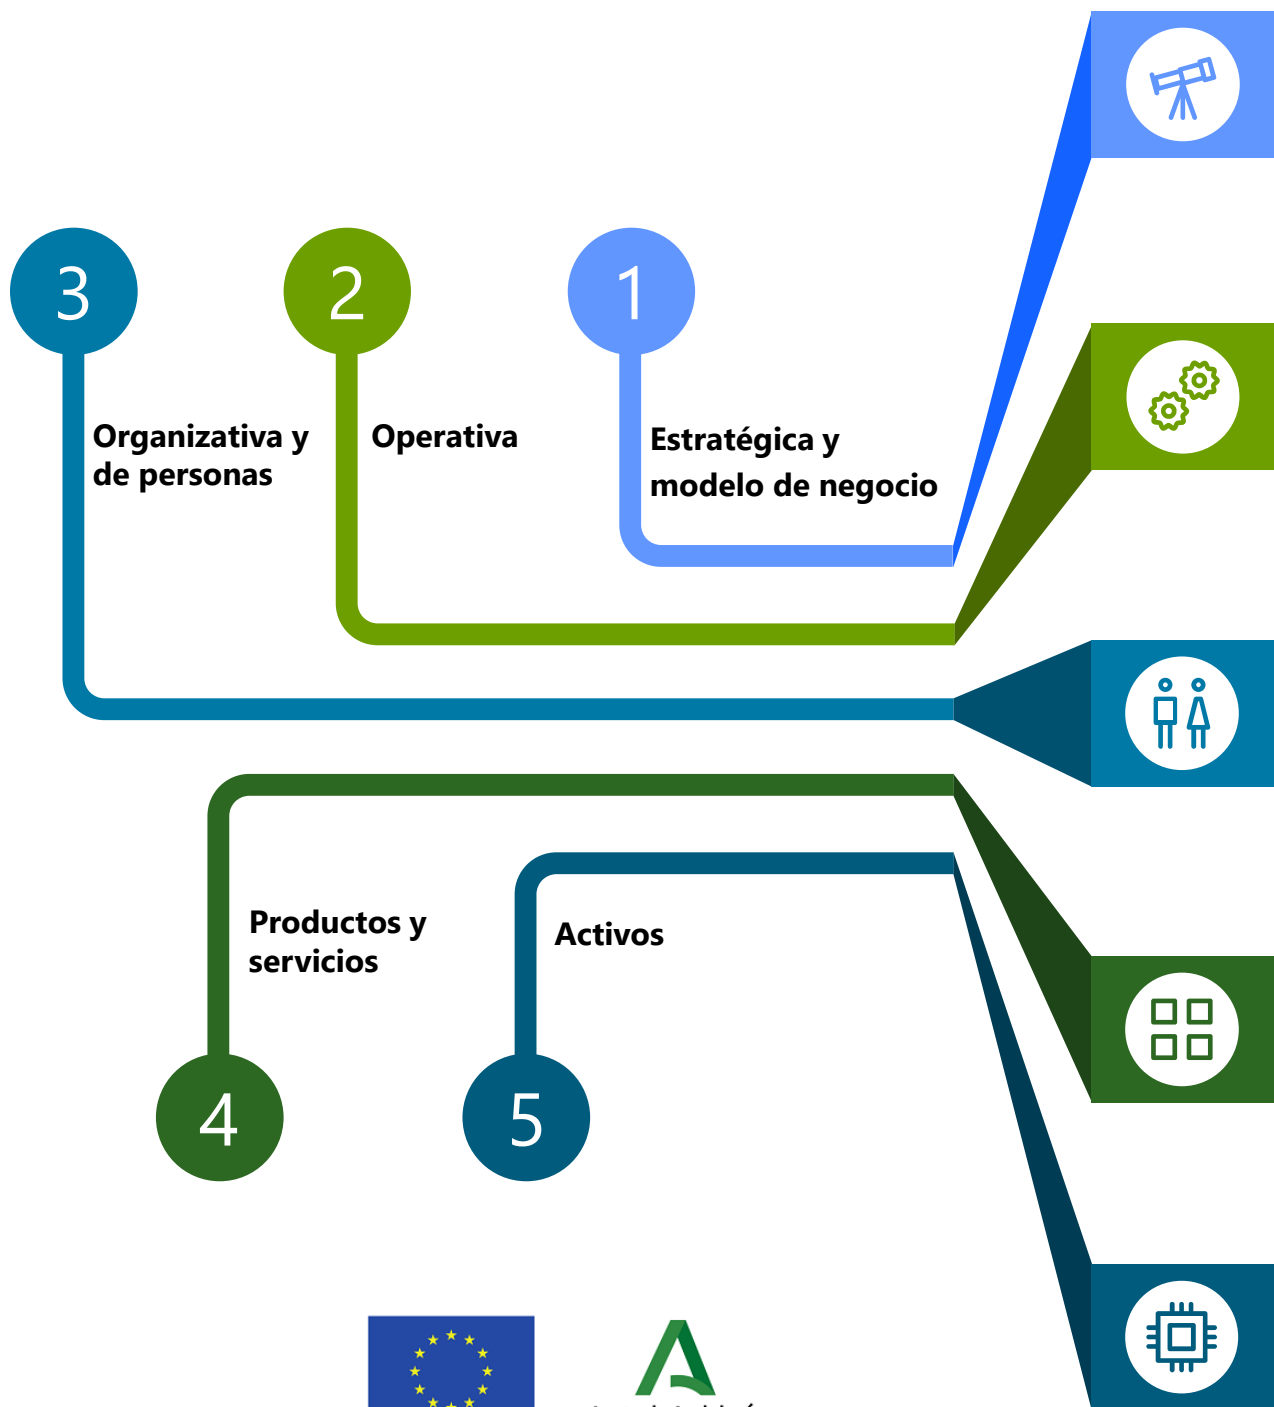 3
2
1
Organizativa y
de personas
Operativa
Estratégica y
modelo de negocio
Productos y
servicios
Activos
4
5